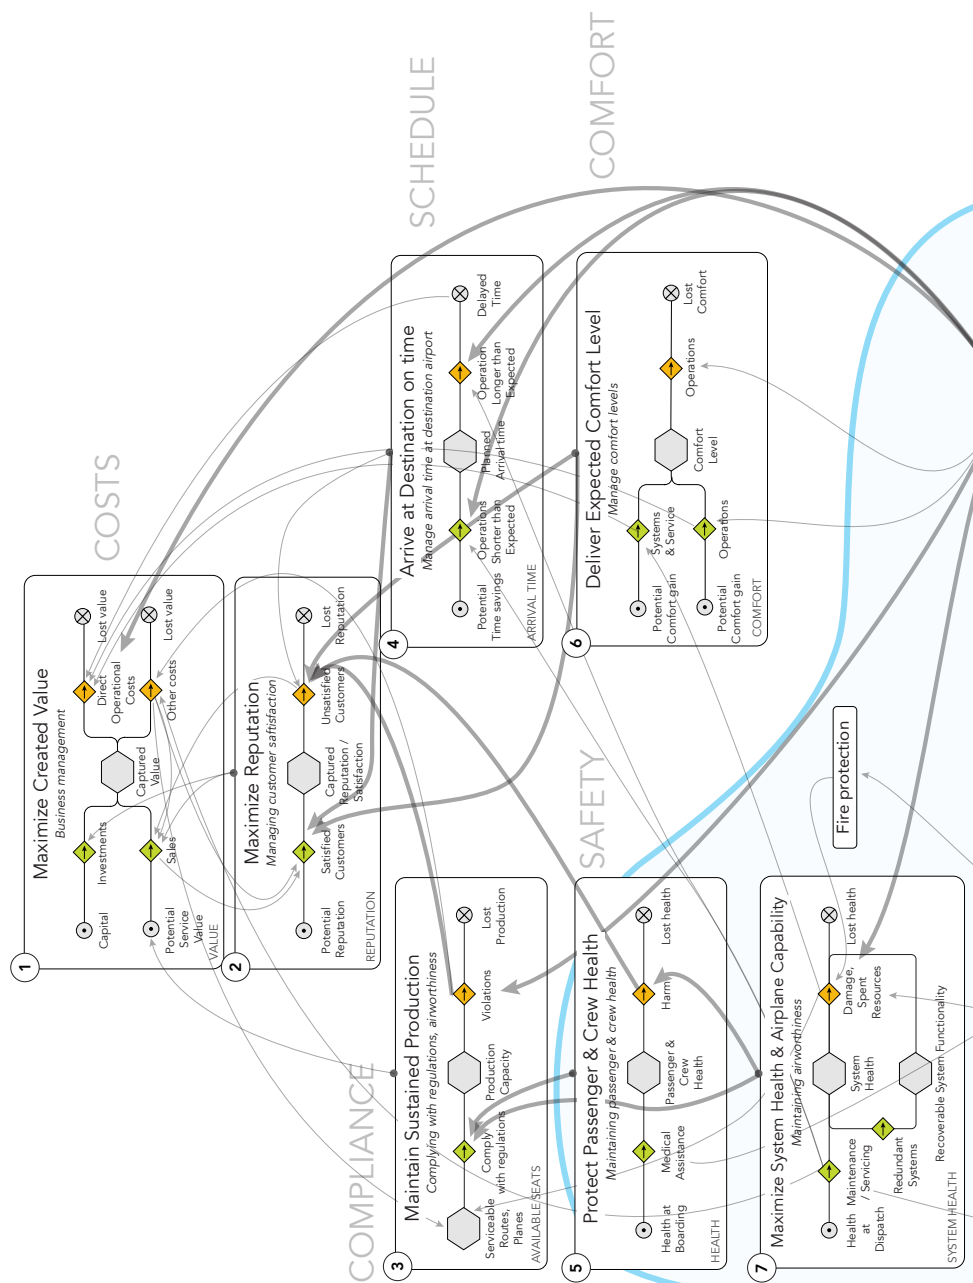 COSTS
SCHEDULE
COMFORT
COMPLIANCE
SAFETY
1
Maximize Created Value
Business management
Capital
Investments
Potential
Service
Value
Sales
Captured
Value
Direct
Operational
Costs
Lost value
Other costs
Lost value
VALUE
2
Maximize Reputation
Managing customer saftisfaction
Potential
Reputation
Satisfied
Customers
Captured
Reputation /
Satisfaction
Unsatisfied
Customers
Lost
Reputation
REPUTATION
3
Maintain Sustained Production
Complying with regulations, airworthiness
Serviceable
Routes,
Planes
Comply
with regulations
Production
Capacity
Violations
Lost
Production
AVAILABLE SEATS
4
Arrive at Destination on time
Manage arrival time at destination airport
Potential
Time savings
Operations
Shorter than
Expected
Planned
Arrival time
Operation
Longer than
Expected
Delayed
Time
ARRIVAL TIME
5
Protect Passenger & Crew Health
Maintaining passenger & crew health
Health at
Boarding
Medical
Assistance
Passenger &
Crew
Health
Harm
Lost health
HEALTH
6
Deliver Expected Comfort Level
Manage comfort levels
Potential
Comfort gain
Systems
& Service
Potential
Comfort gain
Operations
Comfort
Level
Operations
Lost
Comfort
COMFORT
7
Maximize System Health & Airplane Capability
Maintaining airworthiness
Health
at
Dispatch
Maintenance
/ Servicing
Redundant
Systems
System
Health
Recoverable System Functionality
Damage,
Spent
Resources
Lost health
SYSTEM HEALTH
Fire protection